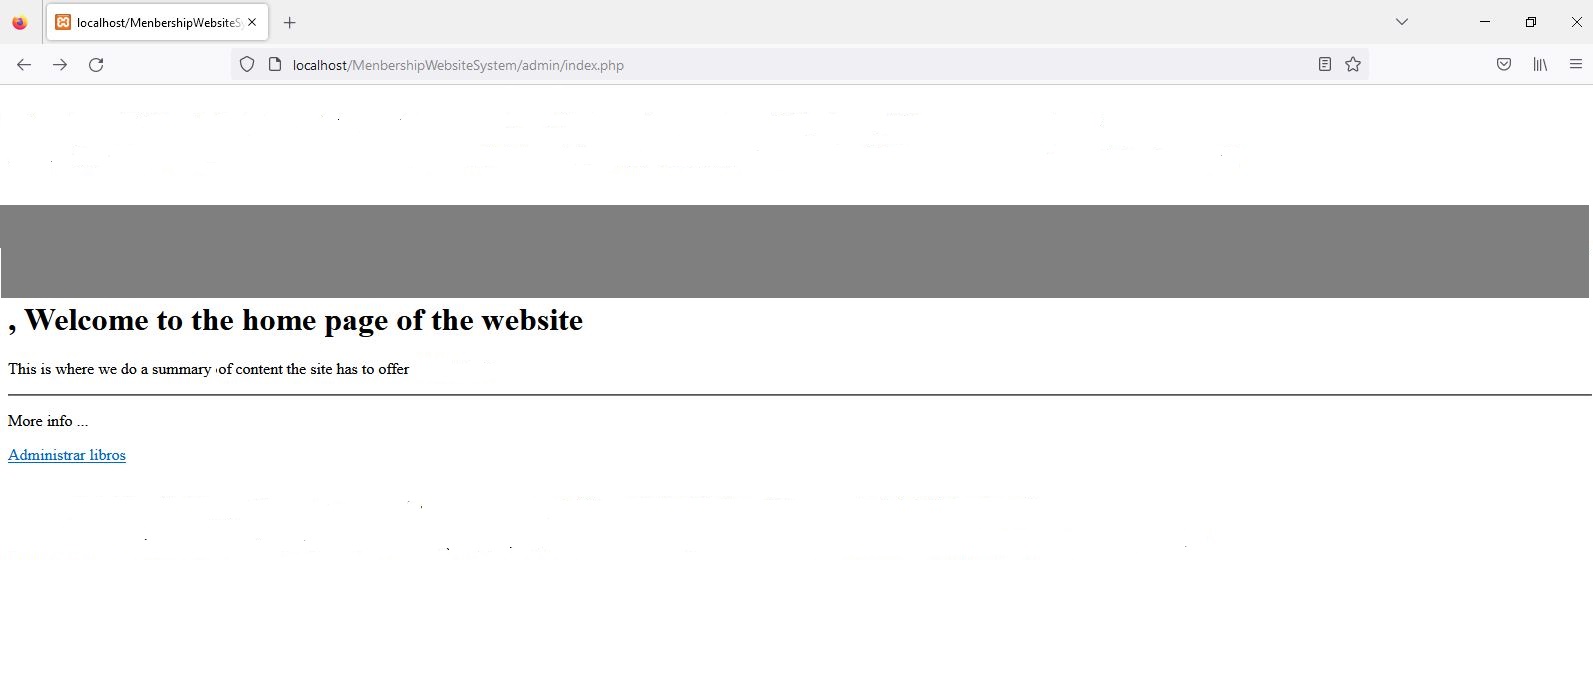 localhost/MenbershipWebsiteSy
localhost/MenbershipWebsiteSystem/admin/index.php
, Welcome to the home page of the website
This is where we do a summary of content the site has to offer
More info ...
Administrar libros